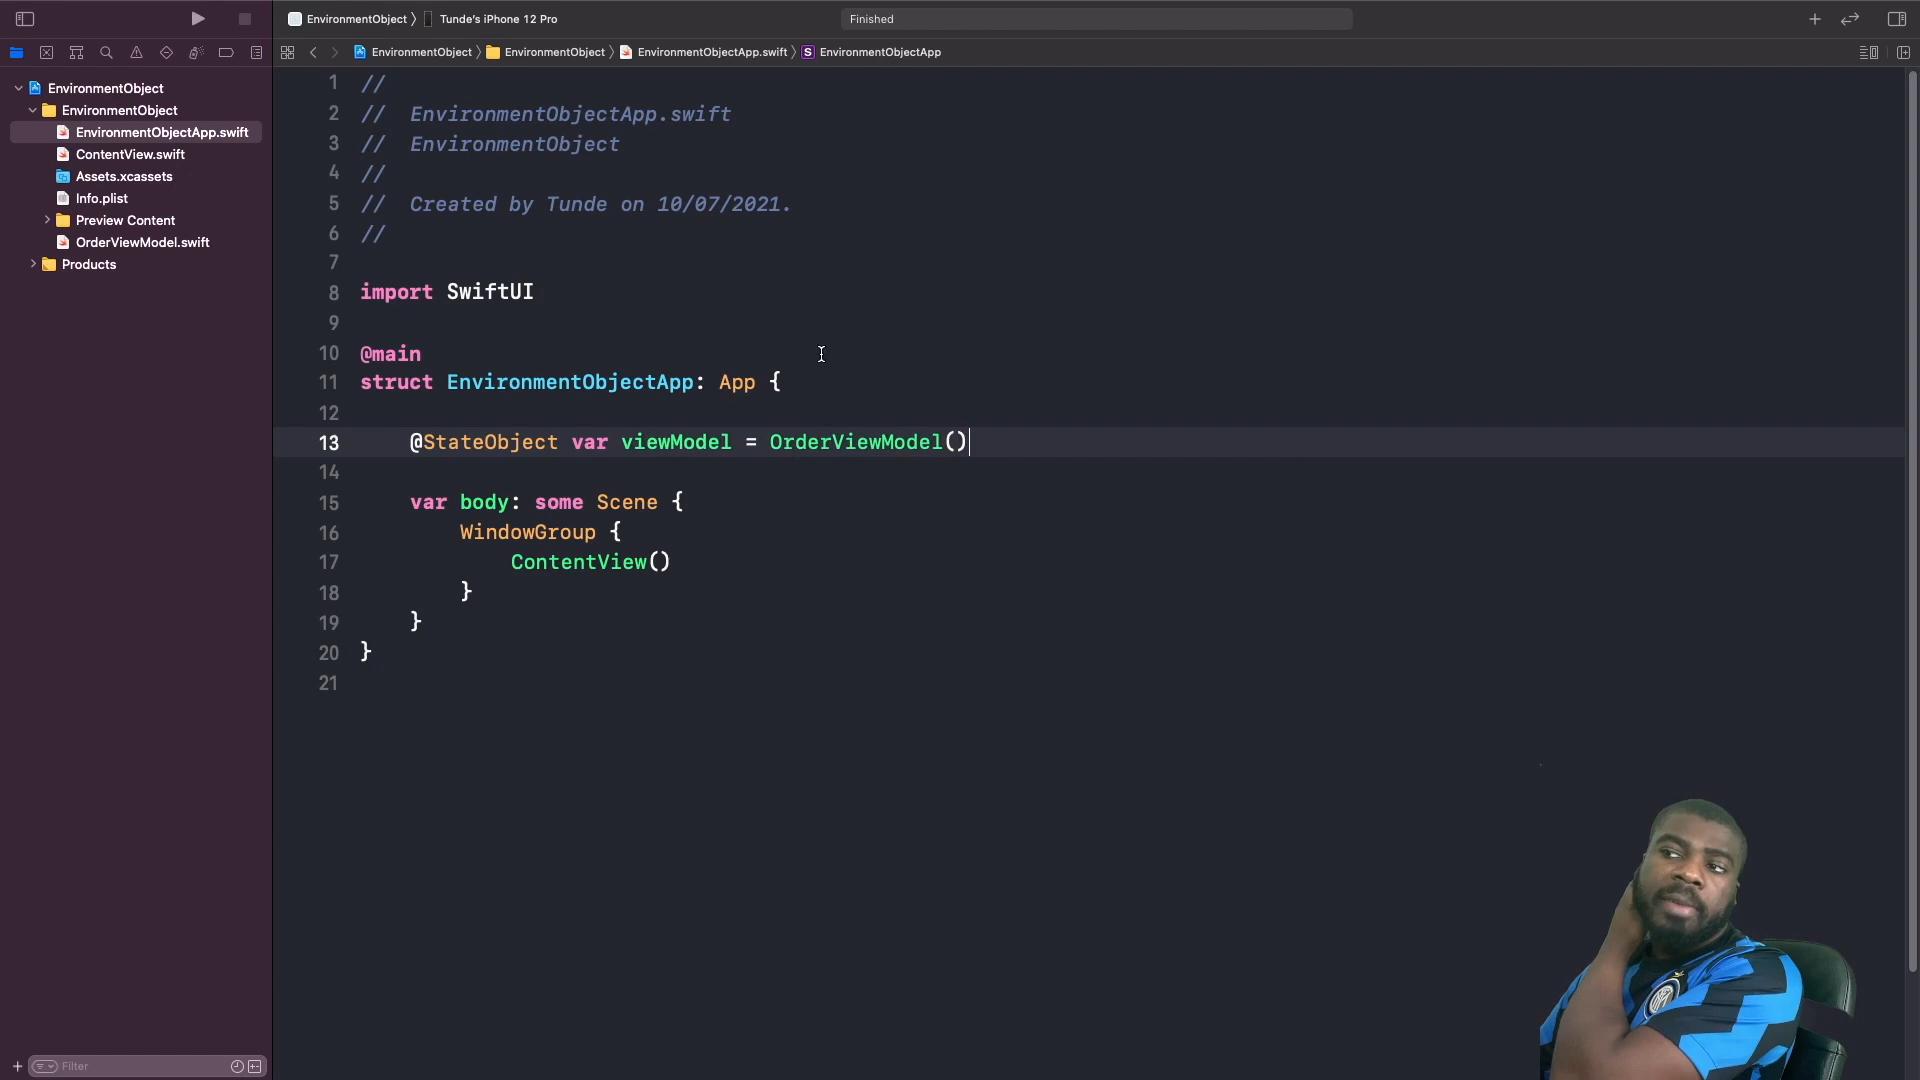 EnvironmentObject 〉 Tunde's iPhone 12 Pro
Finished
EnvironmentObject 〉 EnvironmentObject 〉 EnvironmentObjectApp.swift 〉 S EnvironmentObjectApp
EnvironmentObject
EnvironmentObject
EnvironmentObjectApp.swift
ContentView.swift
Assets.xcassets
Info.plist
Preview Content
OrderViewModel.swift
Products
Filter
1 //
2 // EnvironmentObjectApp.swift
3 // EnvironmentObject
4 //
5 // Created by Tunde on 10/07/2021.
6 //
7
8 import SwiftUI
9
10 @main
11 struct EnvironmentObjectApp: App {
12
13 @StateObject var viewModel = OrderViewModel()
14
15 var body: some Scene {
16 WindowGroup {
17 ContentView()
18 }
19 }
20 }
21